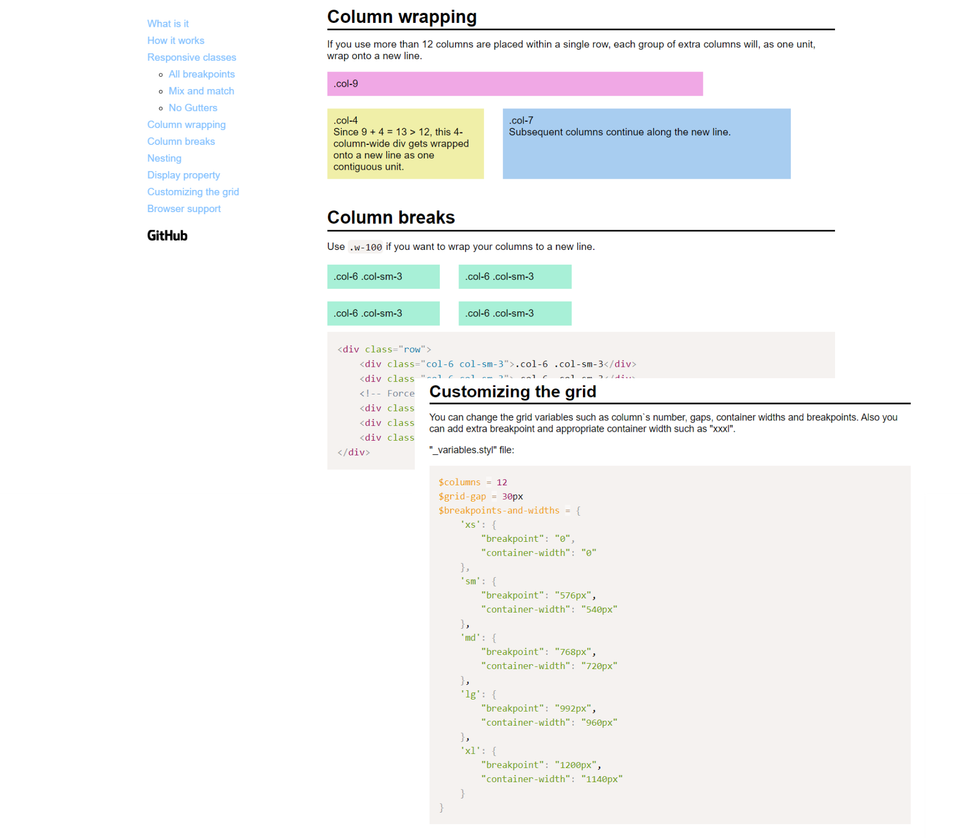 What is it
How it works
Responsive classes
All breakpoints
Mix and match
No Gutters
Column wrapping
Column breaks
Nesting
Display property
Customizing the grid
Browser support
GitHub
Column wrapping
If you use more than 12 columns are placed within a single row, each group of extra columns will, as one unit,
wrap onto a new line.
.col-9
.col-4
Since 9 + 4 = 13 > 12, this 4-
column-wide div gets wrapped
onto a new line as one
contiguous unit.
.col-7
Subsequent columns continue along the new line.
Column breaks
Use .w-100 if you want to wrap your columns to a new line.
.col-6 .col-sm-3
.col-6 .col-sm-3
.col-6 .col-sm-3
.col-6 .col-sm-3
<div class="row">
<div class="col-6 col-sm-3">.col-6 .col-sm-3</div>
<div class="col-6 col-sm-3">.col-6 .col-sm-3</div>
<!-- Force
<div class
<div class
<div class
</div>
Customizing the grid
You can change the grid variables such as column`s number, gaps, container widths and breakpoints. Also you
can add extra breakpoint and appropriate container width such as "xxxl".
"_variables.styl" file:
$columns = 12
$grid-gap = 30px
$breakpoints-and-widths = {
'xs': {
"breakpoint": "0",
"container-width": "0"
},
'sm': {
"breakpoint": "576px",
"container-width": "540px"
},
'md': {
"breakpoint": "768px",
"container-width": "720px"
},
'lg': {
"breakpoint": "992px",
"container-width": "960px"
},
'xl': {
"breakpoint": "1200px",
"container-width": "1140px"
}
}